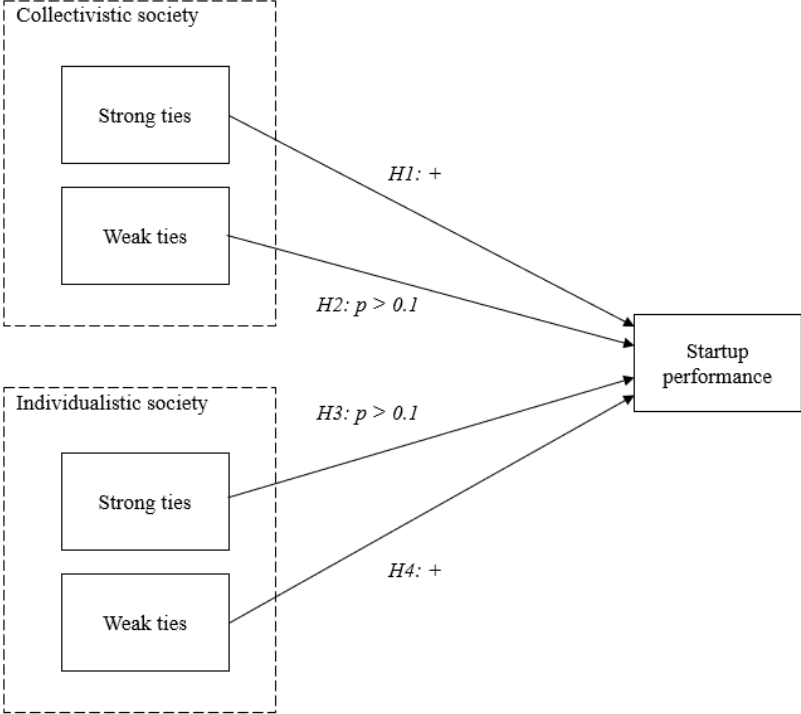 Collectivistic society
Strong ties
H1: +
Weak ties
H2: p > 0.1
Startup
performance
Individualistic society
H3: p > 0.1
Strong ties
H4: +
Weak ties